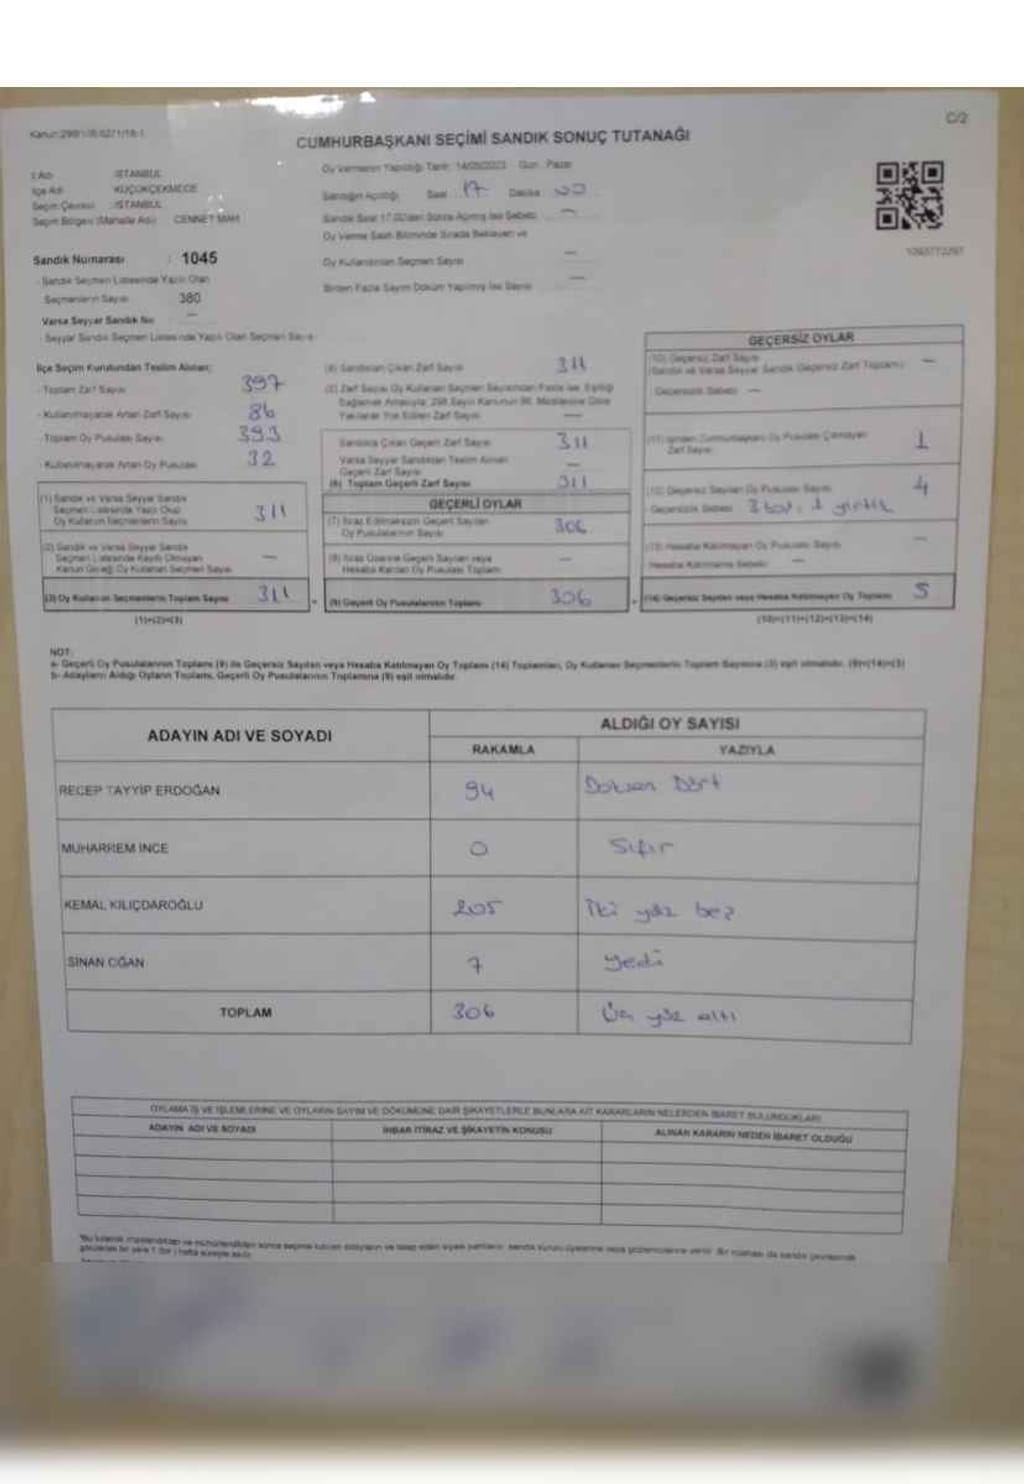 C/2
CUMHURBAŞKANI SEÇİMİ SANDIK SONUÇ TUTANAĞI
İli Adı : İSTANBUL
İlçe Adı : KÜÇÜKÇEKMECE
Seçim Çevresi : İSTANBUL
Seçim Bölgesi (Mahalle Adı) : CENNET MAH.
Oy Vermenin Yapıldığı Tarih: 14/05/2023 Gün: Pazar
Sandığın Açıldığı Saat 17 Dakika 00
Sandık Saat 17.00'den Sonra Açılmış İse Sebebi —
Oy Verme Saati Bitiminde Sırada Bekleyen ve
Oy Kullandırılan Seçmen Sayısı —
Birden Fazla Sayım Döküm Yapılmış İse Sayısı —
Sandık Numarası : 1045
- Sandık Seçmen Listesinde Yazılı Olan
Seçmenlerin Sayısı 380
Varsa Seyyar Sandık No: —
- Seyyar Sandık Seçmen Listesinde Yazılı Olan Seçmen Sayısı
İlçe Seçim Kurulundan Teslim Alınan;
- Toplam Zarf Sayısı 397
- Kullanılmayarak Artan Zarf Sayısı 86
- Toplam Oy Pusulası Sayısı 393
- Kullanılmayarak Artan Oy Pusulası 32
(1) Sandık ve Varsa Seyyar Sandık
Seçmen Listesinde Yazılı Olup
Oy Kullanan Seçmenlerin Sayısı 311
(2) Sandık ve Varsa Seyyar Sandık
Seçmen Listesinde Kayıtlı Olmayan
Kanun Gereği Oy Kullanan Seçmen Sayısı —
(3) Oy Kullanan Seçmenlerin Toplam Sayısı 311
(1)+(2)=(3)
(4) Sandıktan Çıkan Zarf Sayısı 311
(5) Zarf Sayısı Oy Kullanan Seçmen Sayısından Fazla İse, Eşitliği
Sağlamak Amacıyla; 298 Sayılı Kanunun 98. Maddesine Göre
Yakılarak Yok Edilen Zarf Sayısı —
Sandıkta Çıkan Geçerli Zarf Sayısı 311
Varsa Seyyar Sandıktan Teslim Alınan
Geçerli Zarf Sayısı —
(6) Toplam Geçerli Zarf Sayısı 311
GEÇERLİ OYLAR
(7) İtiraz Edilmeksizin Geçerli Sayılan
Oy Pusulalarının Sayısı 306
(8) İtiraz Üzerine Geçerli Sayılan veya
Hesaba Katılan Oy Pusulası Toplamı —
(9) Geçerli Oy Pusulalarının Toplamı 306
GEÇERSİZ OYLAR
(10) Geçersiz Zarf Sayısı
(Sandık ve Varsa Seyyar Sandık Geçersiz Zarf Toplamı) —
Geçersizlik Sebebi —
(11) İçinden Cumhurbaşkanı Oy Pusulası Çıkmayan
Zarf Sayısı 1
(12) Geçersiz Sayılan Oy Pusulası Sayısı 4
Geçersizlik Sebebi 3 boş, 1 yırtık
(13) Hesaba Katılmayan Oy Pusulası Sayısı —
Hesaba Katılmama Sebebi —
(14) Geçersiz Sayılan veya Hesaba Katılmayan Oy Toplamı 5
(10)+(11)+(12)+(13)=(14)
NOT:
a- Geçerli Oy Pusulalarının Toplamı (9) ile Geçersiz Sayılan veya Hesaba Katılmayan Oy Toplamı (14) Toplamları, Oy Kullanan Seçmenlerin Toplam Sayısına (3) eşit olmalıdır. (9)+(14)=(3)
b- Adayların Aldığı Oyların Toplamı, Geçerli Oy Pusulalarının Toplamına (9) eşit olmalıdır.
ADAYIN ADI VE SOYADI
ALDIĞI OY SAYISI
RAKAMLA YAZIYLA
RECEP TAYYİP ERDOĞAN 94 Doksan Dört
MUHARREM İNCE 0 Sıfır
KEMAL KILIÇDAROĞLU 205 İki yüz beş
SİNAN OĞAN 7 Yedi
TOPLAM 306 Üç yüz altı
OYLAMA İŞ VE İŞLEMLERİNE VE OYLARIN SAYIM VE DÖKÜMÜNE DAİR ŞİKAYETLERLE BUNLARA AİT KARARLARIN NELERDEN İBARET BULUNDUKLARI
ADAYIN ADI VE SOYADI
İHBAR İTİRAZ VE ŞİKAYETİN KONUSU
ALINAN KARARIN NEDEN İBARET OLDUĞU